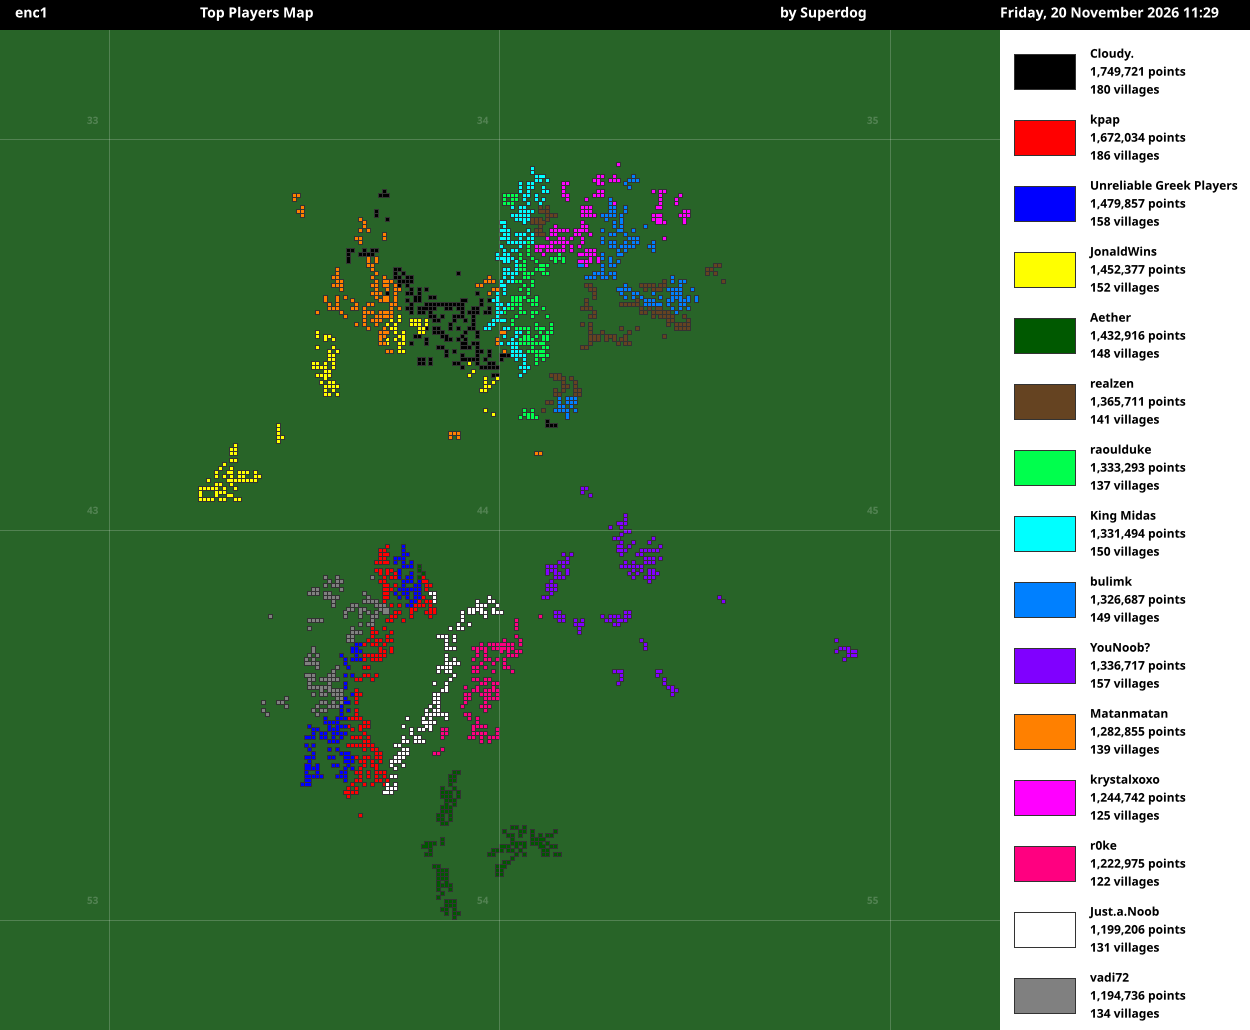 enc1 Top Players Map by Superdog Friday, 20 November 2026 11:29
33 34 35
43 44 45
53 54 55
Cloudy.
1,749,721 points
180 villages
kpap
1,672,034 points
186 villages
Unreliable Greek Players
1,479,857 points
158 villages
JonaldWins
1,452,377 points
152 villages
Aether
1,432,916 points
148 villages
realzen
1,365,711 points
141 villages
raoulduke
1,333,293 points
137 villages
King Midas
1,331,494 points
150 villages
bulimk
1,326,687 points
149 villages
YouNoob?
1,336,717 points
157 villages
Matanmatan
1,282,855 points
139 villages
krystalxoxo
1,244,742 points
125 villages
r0ke
1,222,975 points
122 villages
Just.a.Noob
1,199,206 points
131 villages
vadi72
1,194,736 points
134 villages